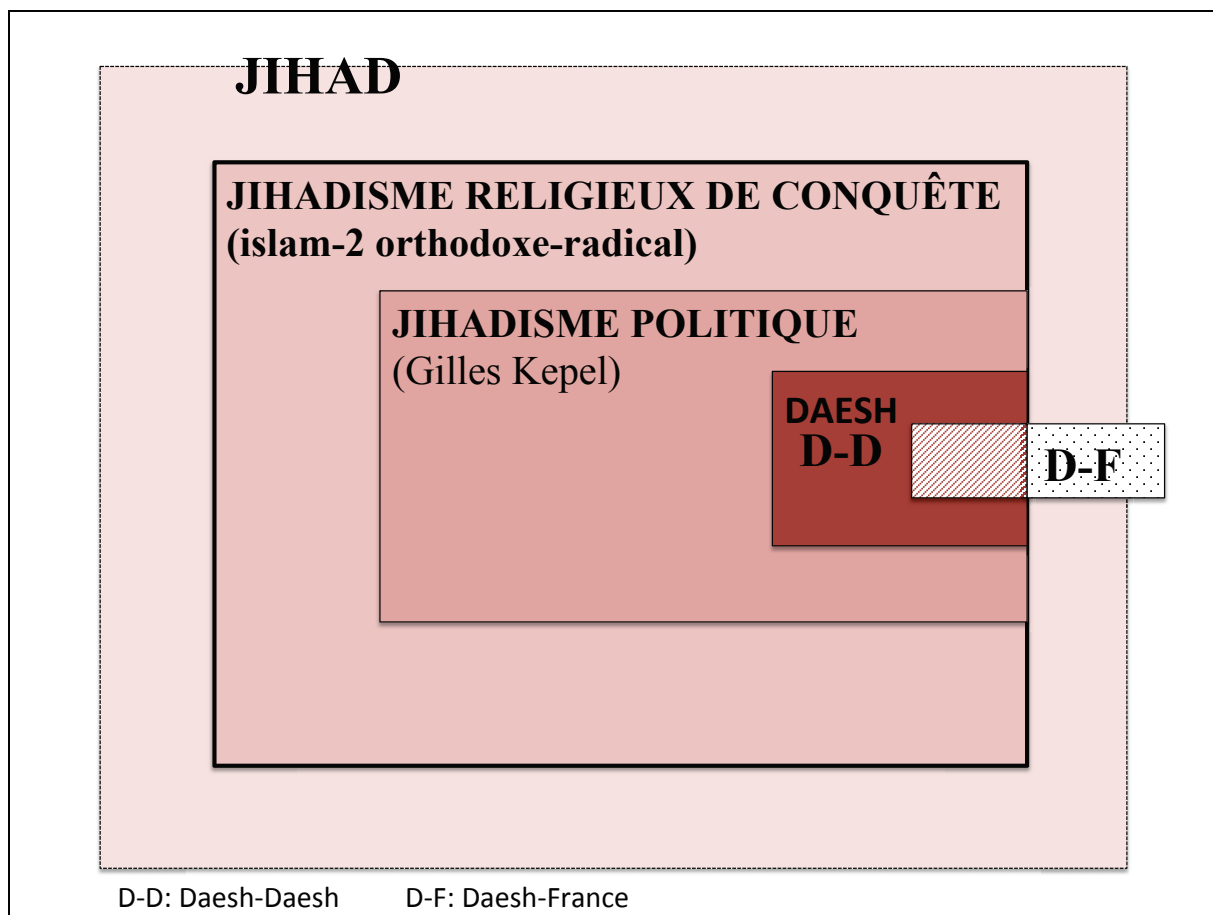 JIHAD
JIHADISME RELIGIEUX DE CONQUÊTE
(islam-2 orthodoxe-radical)
JIHADISME POLITIQUE
(Gilles Kepel)
DAESH
D-D
D-F
D-D: Daesh-Daesh D-F: Daesh-France